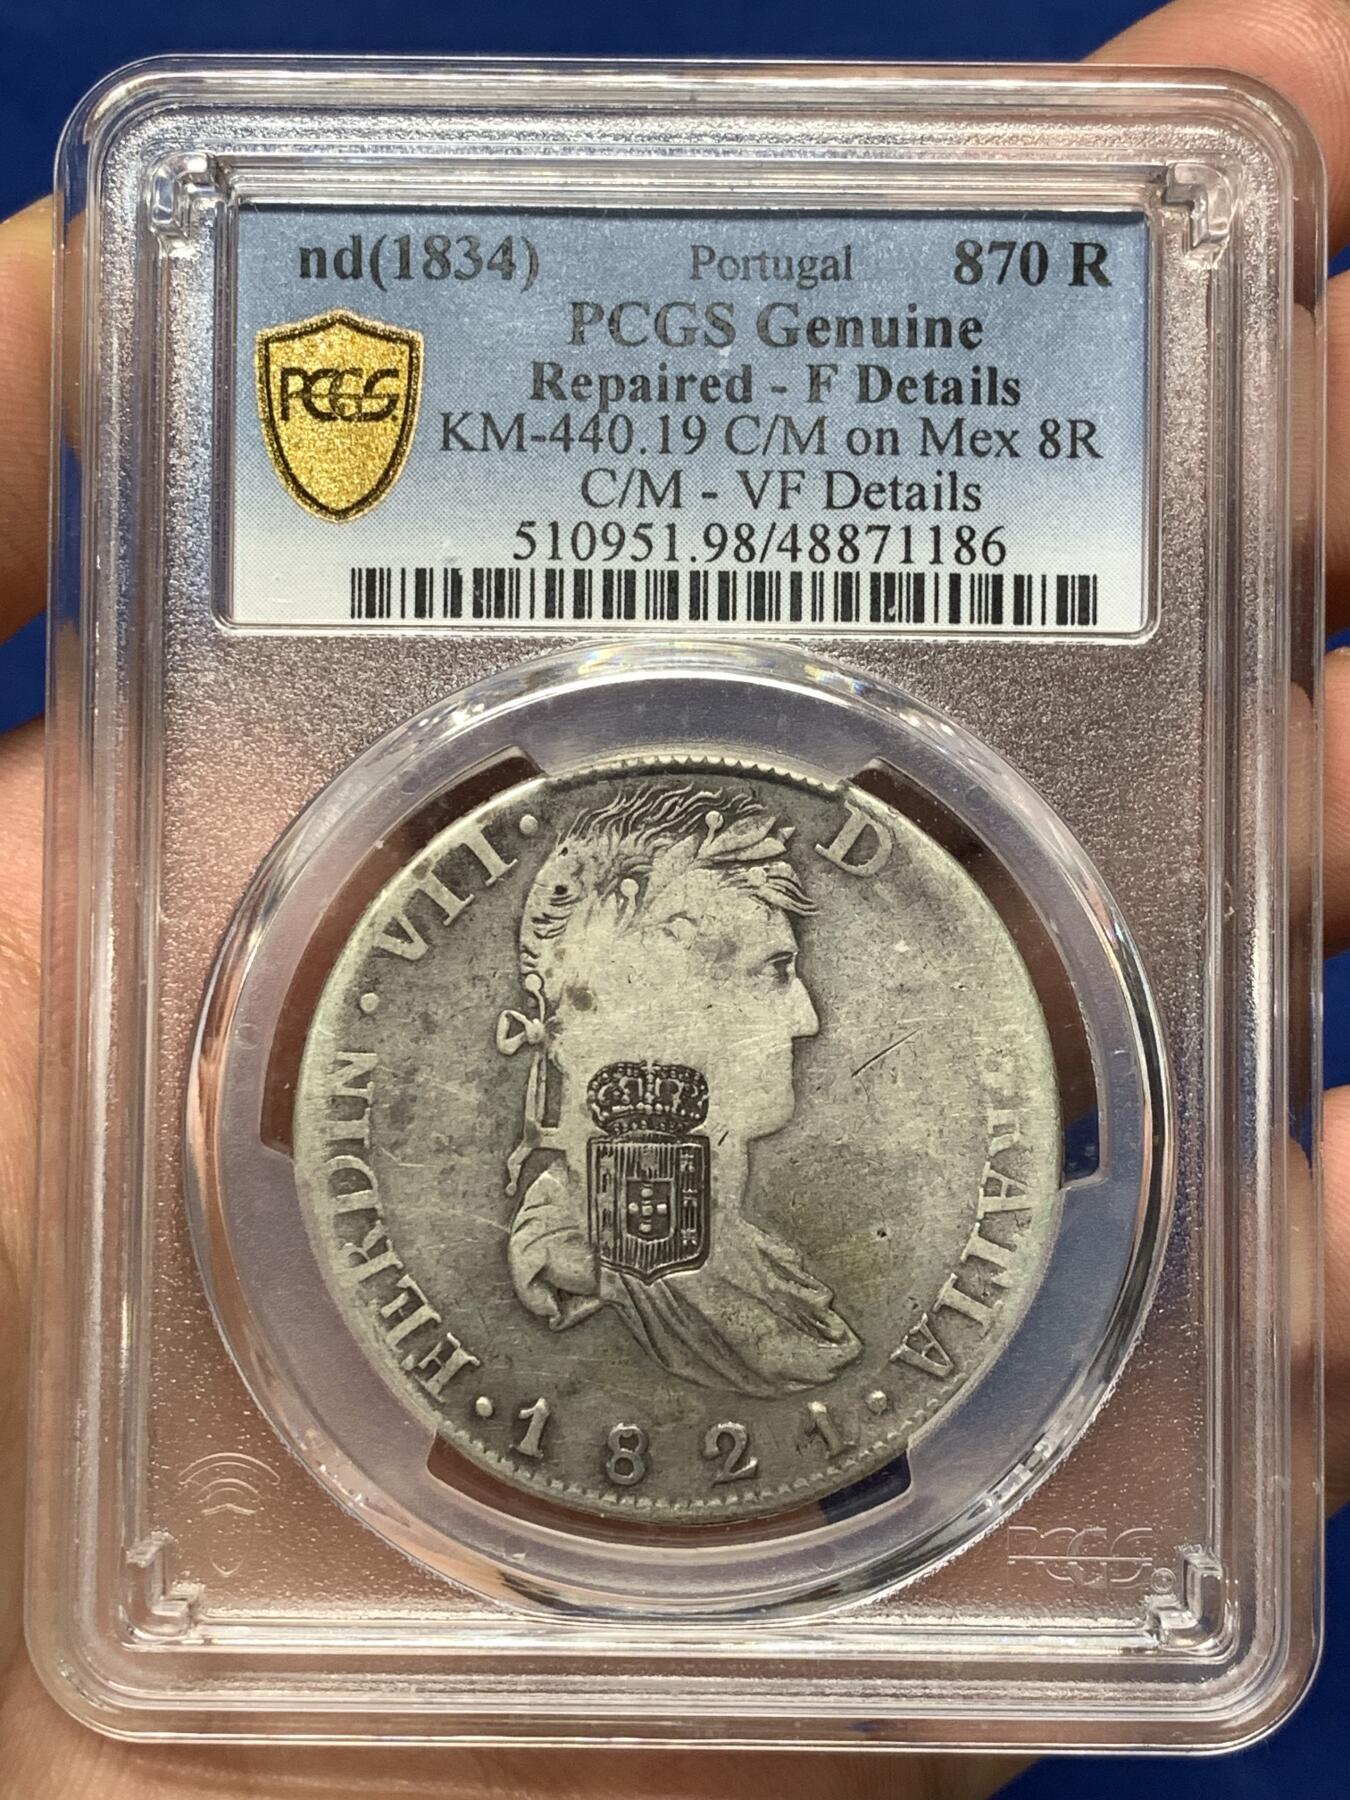 nd(1834) Portugal 870 R
PCGS Genuine
Repaired - F Details
KM-440.19 C/M on Mex 8R
C/M - VF Details
510951.98/48871186
PCGS
FERDIN · VII · D RATIA ·
· 1821 ·
PCGS